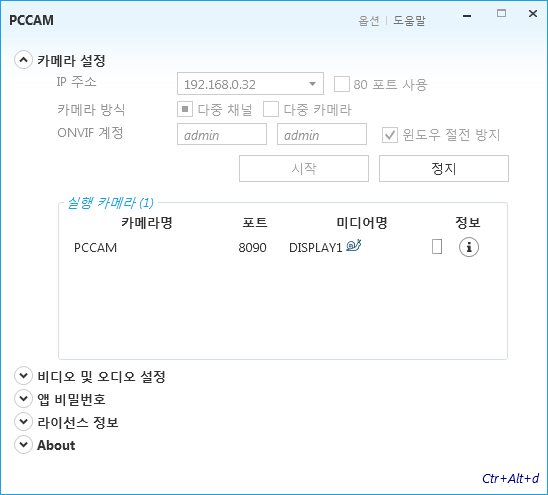 PCCAM 옵션 | 도움말
카메라 설정
IP 주소 192.168.0.32 80 포트 사용
카메라 방식 다중 채널 다중 카메라
ONVIF 계정 admin admin 윈도우 절전 방지
시작 정지
실행 카메라 (1)
카메라명 포트 미디어명 정보
PCCAM 8090 DISPLAY1
비디오 및 오디오 설정
앱 비밀번호
라이선스 정보
About
Ctr+Alt+d